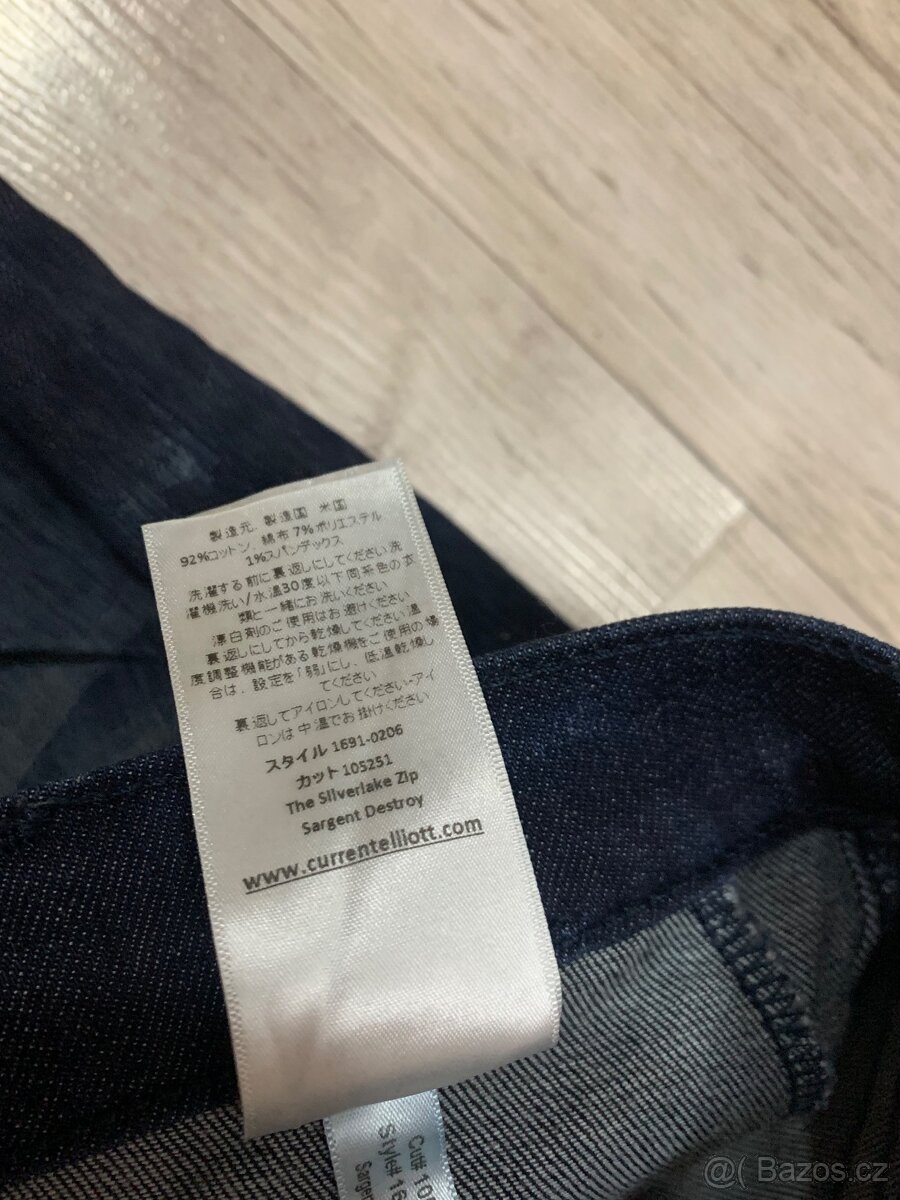 製造元. 製造国 米国
92%コットン, 綿布 7%ポリエステル
1%スパンデックス
洗濯する前に裏返しにしてください洗
濯機洗い/水温30度以下同系色の衣
類と一緒にお洗いください
漂白剤のご使用はお避けください
裏返しにしてから乾燥してください温
度調整機能がある乾燥機をご使用の場
合は、設定を「弱」にし、低温乾燥し
てください
裏返してアイロンしてください-アイ
ロンは中温でお掛けください
スタイル 1691-0206
カット 105251
The Silverlake Zip
Sargent Destroy
www.currentelliott.com
Cut# 10
Style# 16
Sarge
@( Bazos.cz